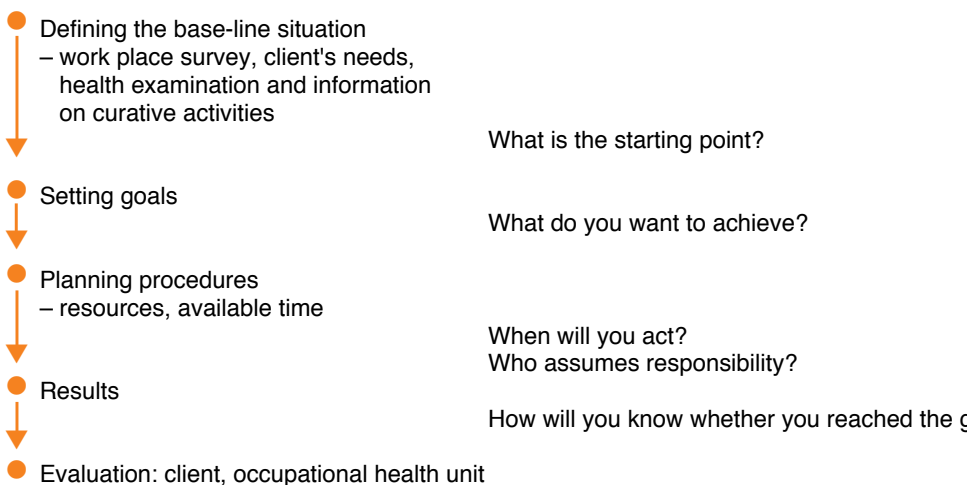 Defining the base-line situation
– work place survey, client's needs,
health examination and information
on curative activities
What is the starting point?
Setting goals
What do you want to achieve?
Planning procedures
– resources, available time
When will you act?
Who assumes responsibility?
Results
How will you know whether you reached the
Evaluation: client, occupational health unit